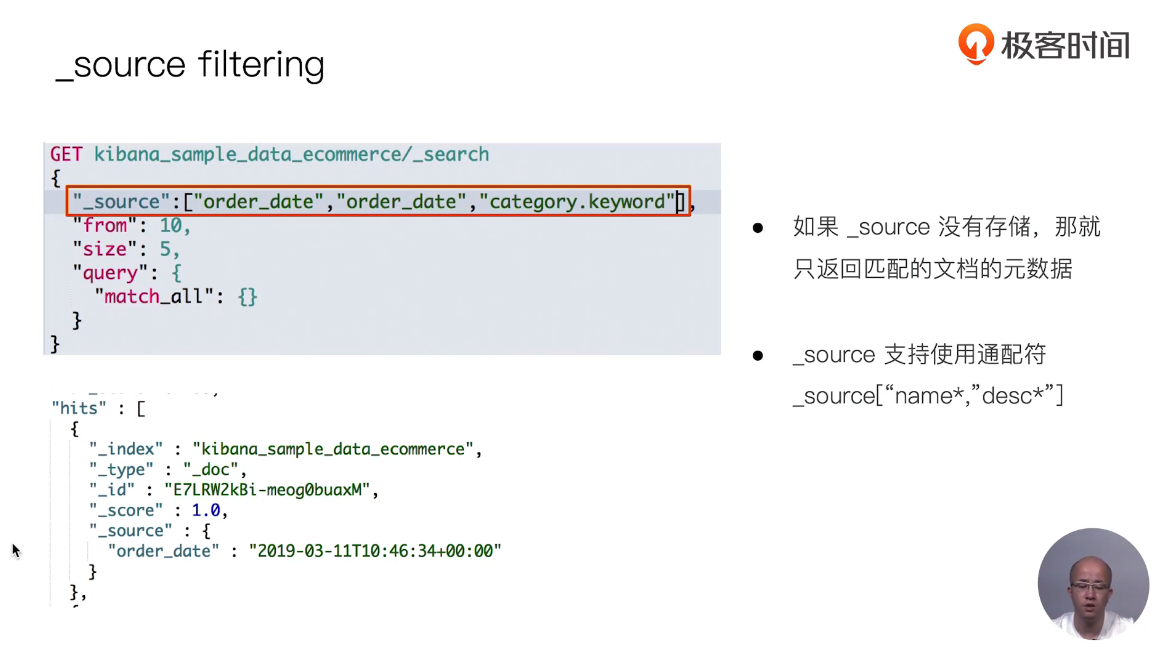 _source filtering
极客时间
GET kibana_sample_data_ecommerce/_search
{
"_source":["order_date","order_date","category.keyword"],
"from": 10,
"size": 5,
"query": {
"match_all": {}
}
}
"hits" : [
{
"_index" : "kibana_sample_data_ecommerce",
"_type" : "_doc",
"_id" : "E7LRW2kBi-meog0buaxM",
"_score" : 1.0,
"_source" : {
"order_date" : "2019-03-11T10:46:34+00:00"
}
},
● 如果 _source 没有存储，那就
只返回匹配的文档的元数据
● _source 支持使用通配符
_source[“name*,”desc*”]